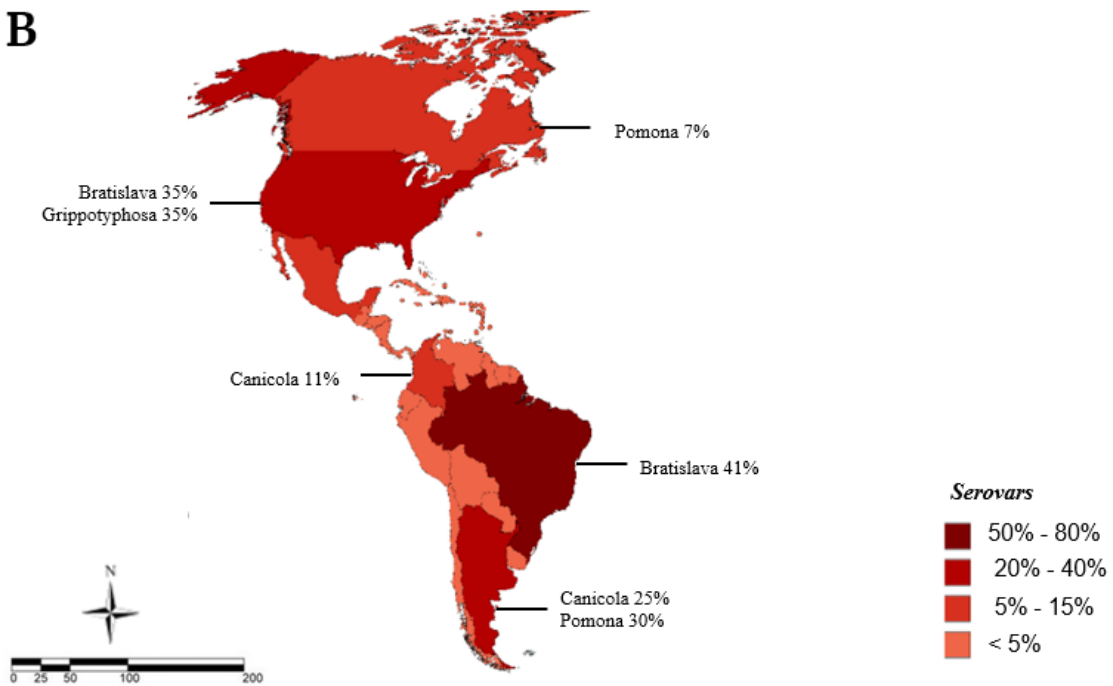 B
Pomona 7%
Bratislava 35%
Grippotyphosa 35%
Canicola 11%
Bratislava 41%
Serovars
50% - 80%
20% - 40%
5% - 15%
< 5%
Canicola 25%
Pomona 30%
N
0 25 50 100 200